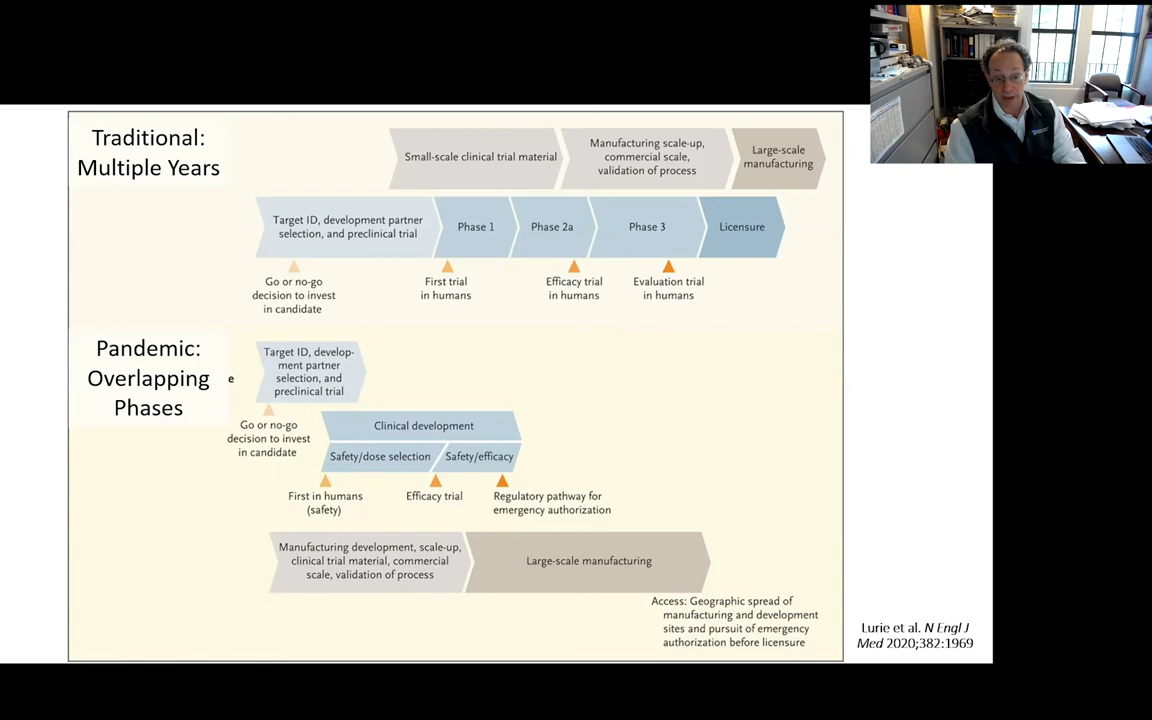 Traditional:
Multiple Years
Small-scale clinical trial material
Manufacturing scale-up,
commercial scale,
validation of process
Large-scale
manufacturing
Target ID, development partner
selection, and preclinical trial
Phase 1
Phase 2a
Phase 3
Licensure
Go or no-go
decision to invest
in candidate
First trial
in humans
Efficacy trial
in humans
Evaluation trial
in humans
Pandemic:
Overlapping
Phases
e
Target ID, develop-
ment partner
selection, and
preclinical trial
Go or no-go
decision to invest
in candidate
Clinical development
Safety/dose selection
Safety/efficacy
First in humans
(safety)
Efficacy trial
Regulatory pathway for
emergency authorization
Manufacturing development, scale-up,
clinical trial material, commercial
scale, validation of process
Large-scale manufacturing
Access: Geographic spread of
manufacturing and development
sites and pursuit of emergency
authorization before licensure
Lurie et al. N Engl J
Med 2020;382:1969